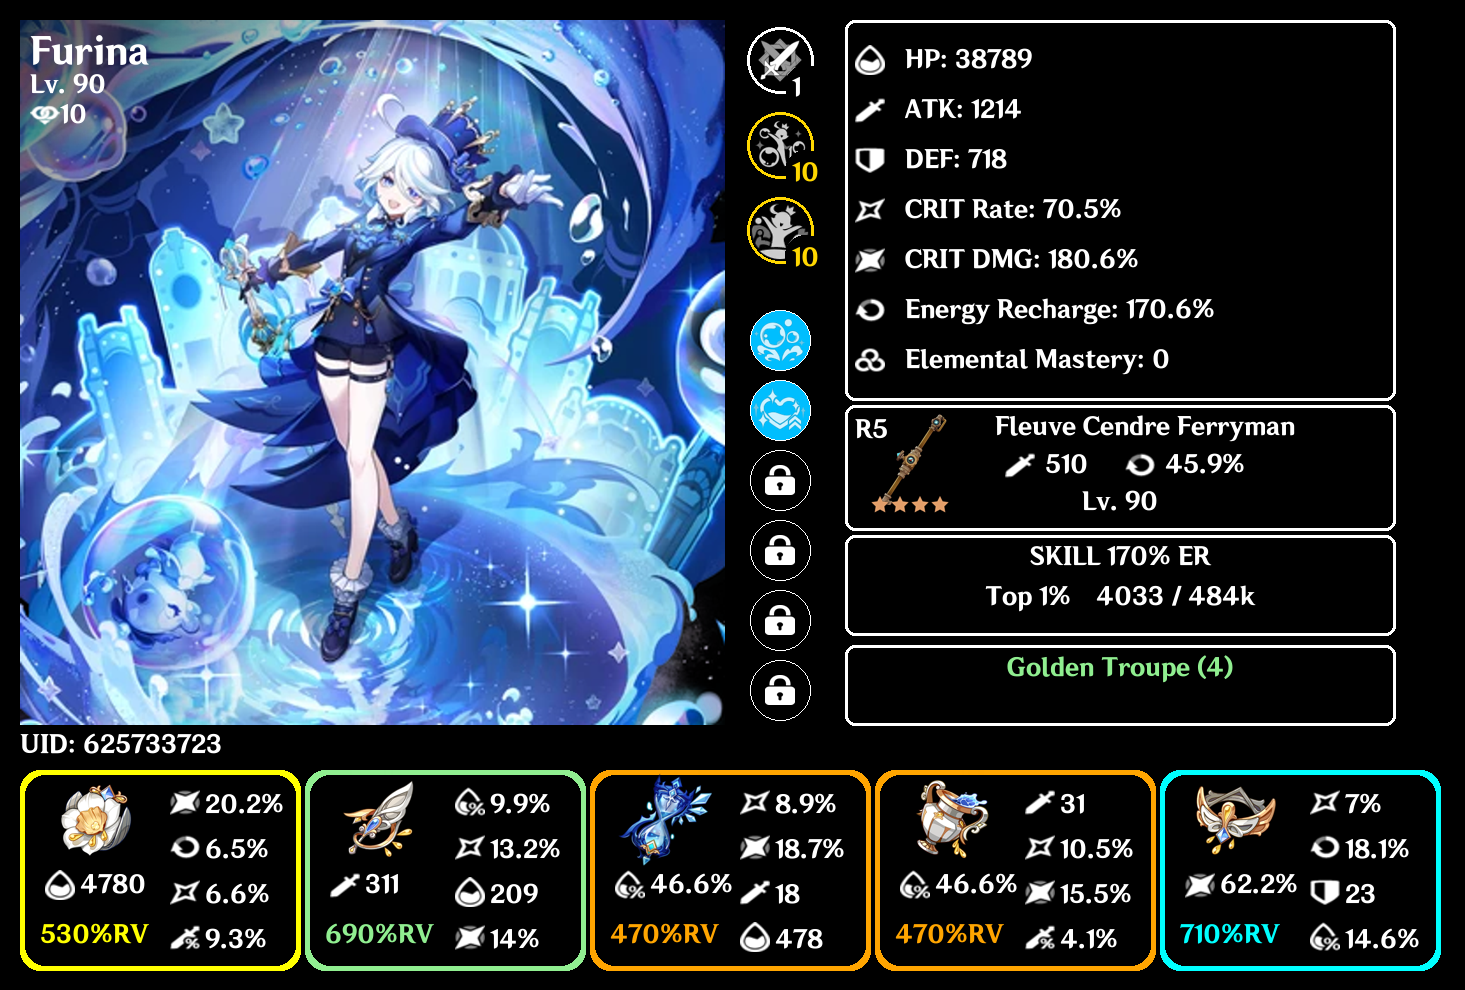 Furina
Lv. 90
10
1
10
10
HP: 38789
ATK: 1214
DEF: 718
CRIT Rate: 70.5%
CRIT DMG: 180.6%
Energy Recharge: 170.6%
Elemental Mastery: 0
R5
Fleuve Cendre Ferryman
510 45.9%
Lv. 90
SKILL 170% ER
Top 1% 4033 / 484k
Golden Troupe (4)
UID: 625733723
20.2%
6.5%
4780
6.6%
530%RV
9.3%
9.9%
13.2%
311
209
690%RV
14%
8.9%
18.7%
46.6%
18
470%RV
478
31
10.5%
46.6%
15.5%
470%RV
4.1%
7%
18.1%
62.2%
23
710%RV
14.6%